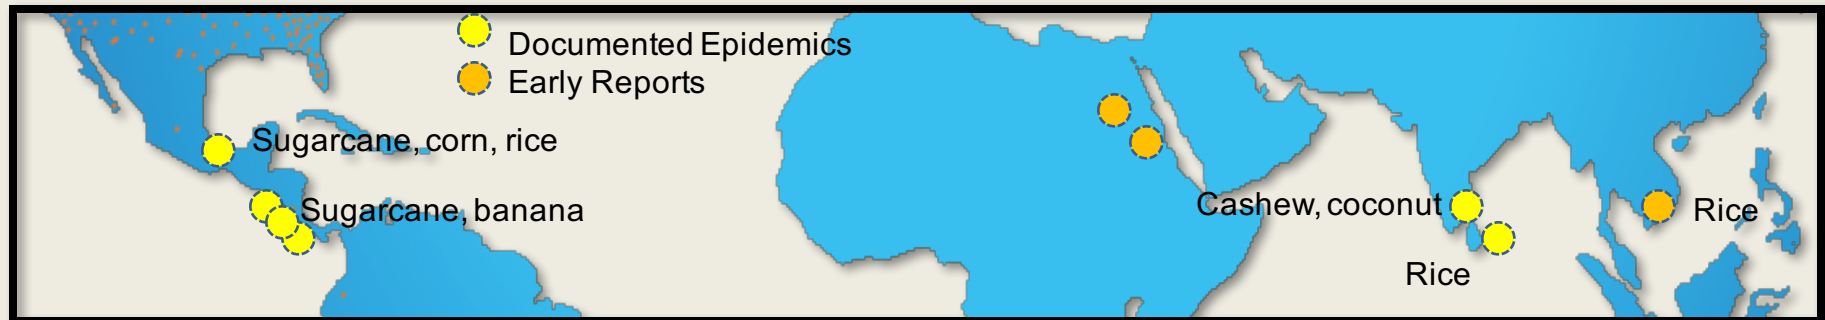 Documented Epidemics
Early Reports
Sugarcane, corn, rice
Sugarcane, banana
Cashew, coconut
Rice
Rice